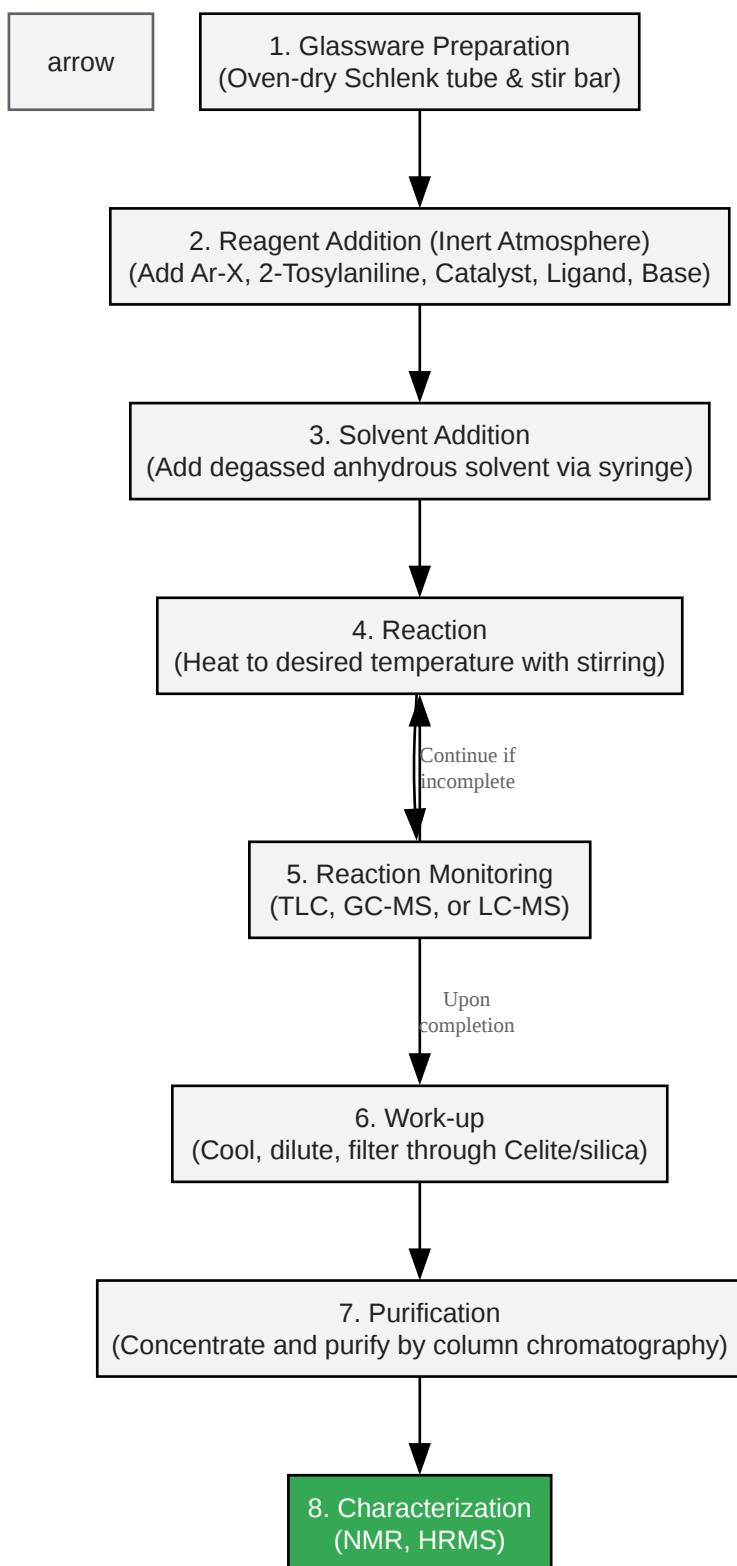 arrow
1. Glassware Preparation
(Oven-dry Schlenk tube & stir bar)
2. Reagent Addition (Inert Atmosphere)
(Add Ar-X, 2-Tosylaniline, Catalyst, Ligand, Base)
3. Solvent Addition
(Add degassed anhydrous solvent via syringe)
4. Reaction
(Heat to desired temperature with stirring)
Continue if
incomplete
5. Reaction Monitoring
(TLC, GC-MS, or LC-MS)
Upon
completion
6. Work-up
(Cool, dilute, filter through Celite/silica)
7. Purification
(Concentrate and purify by column chromatography)
8. Characterization
(NMR, HRMS)